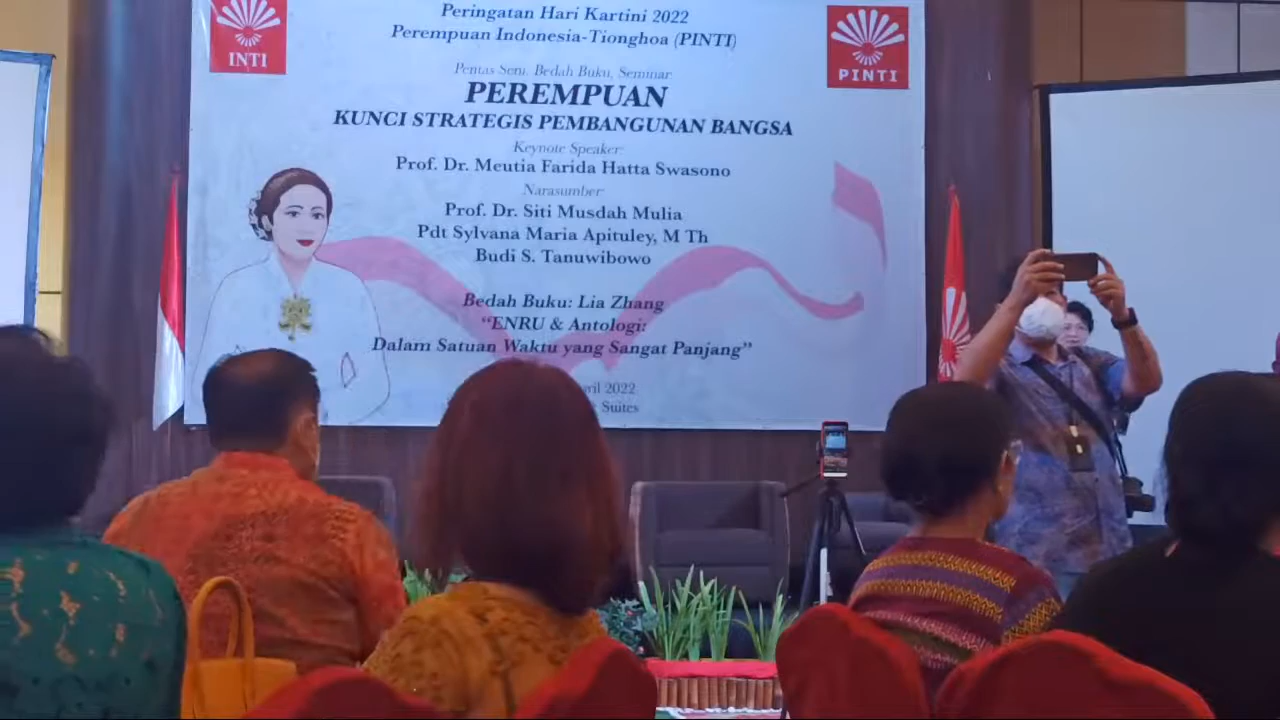 INTI
Peringatan Hari Kartini 2022
Perempuan Indonesia-Tionghoa (PINTI)
PINTI
Pentas Seni, Bedah Buku, Seminar
PEREMPUAN
KUNCI STRATEGIS PEMBANGUNAN BANGSA
Keynote Speaker:
Prof. Dr. Meutia Farida Hatta Swasono
Narasumber:
Prof. Dr. Siti Musdah Mulia
Pdt Sylvana Maria Apituley, M Th
Budi S. Tanuwibowo
Bedah Buku: Lia Zhang
“ENRU & Antologi:
Dalam Satuan Waktu yang Sangat Panjang”
2022
Suites